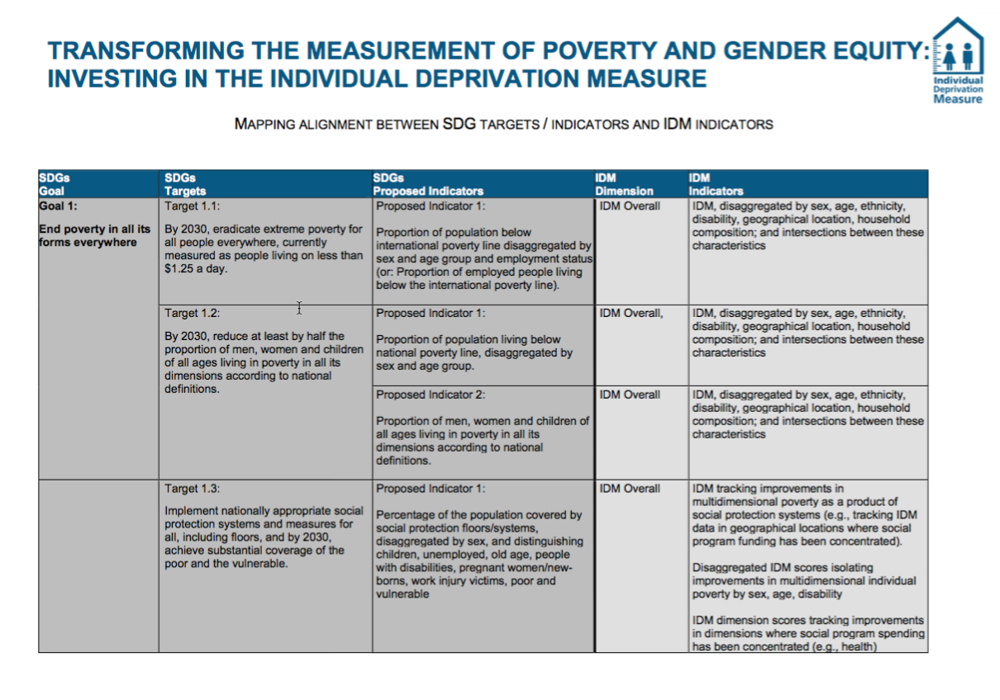 TRANSFORMING THE MEASUREMENT OF POVERTY AND GENDER EQUITY:
INVESTING IN THE INDIVIDUAL DEPRIVATION MEASURE
Individual
Deprivation
Measure
MAPPING ALIGNMENT BETWEEN SDG TARGETS / INDICATORS AND IDM INDICATORS
SDGs
Goal
SDGs
Targets
SDGs
Proposed Indicators
IDM
Dimension
IDM
Indicators
Goal 1:
End poverty in all its
forms everywhere
Target 1.1:
By 2030, eradicate extreme poverty for
all people everywhere, currently
measured as people living on less than
$1.25 a day.
Proposed Indicator 1:
Proportion of population below
international poverty line disaggregated by
sex and age group and employment status
(or: Proportion of employed people living
below the international poverty line).
IDM Overall
IDM, disaggregated by sex, age, ethnicity,
disability, geographical location, household
composition; and intersections between these
characteristics
Target 1.2:
By 2030, reduce at least by half the
proportion of men, women and children
of all ages living in poverty in all its
dimensions according to national
definitions.
Proposed Indicator 1:
Proportion of population living below
national poverty line, disaggregated by
sex and age group.
IDM Overall,
IDM, disaggregated by sex, age, ethnicity,
disability, geographical location, household
composition; and intersections between these
characteristics
Proposed Indicator 2:
Proportion of men, women and children of
all ages living in poverty in all its
dimensions according to national
definitions.
IDM Overall
IDM, disaggregated by sex, age, ethnicity,
disability, geographical location, household
composition; and intersections between these
characteristics
Target 1.3:
Implement nationally appropriate social
protection systems and measures for
all, including floors, and by 2030,
achieve substantial coverage of the
poor and the vulnerable.
Proposed Indicator 1:
Percentage of the population covered by
social protection floors/systems,
disaggregated by sex, and distinguishing
children, unemployed, old age, people
with disabilities, pregnant women/new-
borns, work injury victims, poor and
vulnerable
IDM Overall
IDM tracking improvements in
multidimensional poverty as a product of
social protection systems (e.g., tracking IDM
data in geographical locations where social
program funding has been concentrated).
Disaggregated IDM scores isolating
improvements in multidimensional individual
poverty by sex, age, disability
IDM dimension scores tracking improvements
in dimensions where social program spending
has been concentrated (e.g., health)